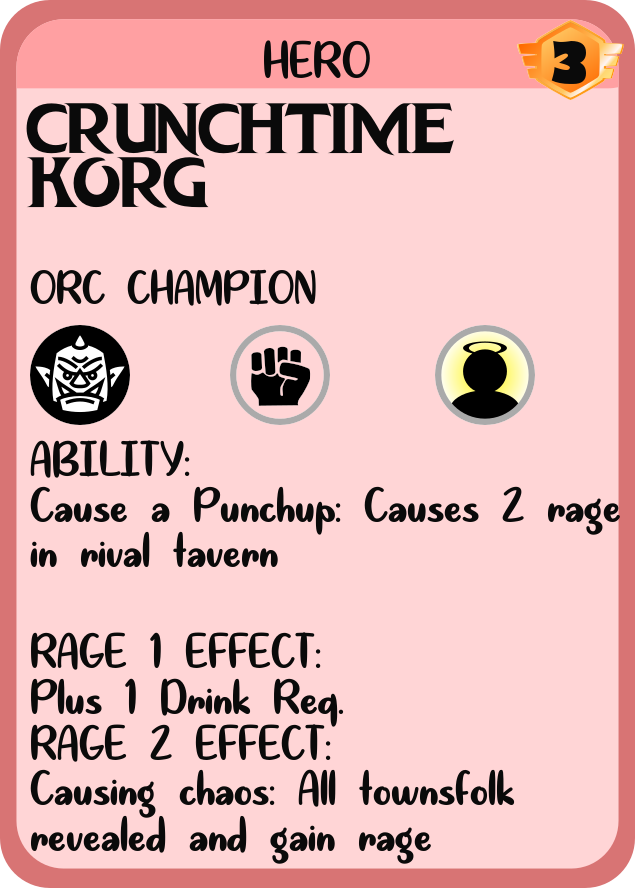 HERO
3
CRUNCHTIME
KORG
ORC CHAMPION
ABILITY:
Cause a Punchup: Causes 2 rage
in rival tavern
RAGE 1 EFFECT:
Plus 1 Drink Req.
RAGE 2 EFFECT:
Causing chaos: All townsfolk
revealed and gain rage